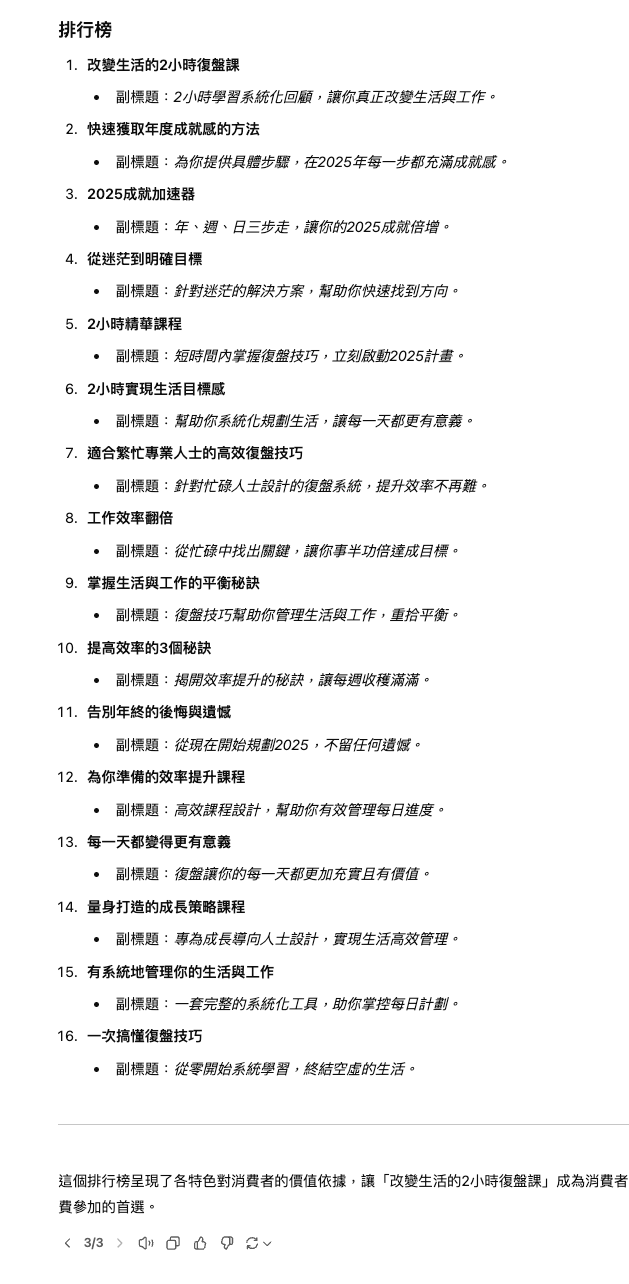 排行榜
1. 改變生活的2小時復盤課
• 副標題：2小時學習系統化回顧，讓你真正改變生活與工作。
2. 快速獲取年度成就感的方法
• 副標題：為你提供具體步驟，在2025年每一步都充滿成就感。
3. 2025成就加速器
• 副標題：年、週、日三步走，讓你的2025成就倍增。
4. 從迷茫到明確目標
• 副標題：針對迷茫的解決方案，幫助你快速找到方向。
5. 2小時精華課程
• 副標題：短時間內掌握復盤技巧，立刻啟動2025計畫。
6. 2小時實現生活目標感
• 副標題：幫助你系統化規劃生活，讓每一天都更有意義。
7. 適合繁忙專業人士的高效復盤技巧
• 副標題：針對忙碌人士設計的復盤系統，提升效率不再難。
8. 工作效率翻倍
• 副標題：從忙碌中找出關鍵，讓你事半功倍達成目標。
9. 掌握生活與工作的平衡秘訣
• 副標題：復盤技巧幫助你管理生活與工作，重拾平衡。
10. 提高效率的3個秘訣
• 副標題：揭開效率提升的秘訣，讓每週收穫滿滿。
11. 告別年終的後悔與遺憾
• 副標題：從現在開始規劃2025，不留任何遺憾。
12. 為你準備的效率提升課程
• 副標題：高效課程設計，幫助你有效管理每日進度。
13. 每一天都變得更有意義
• 副標題：復盤讓你的每一天都更加充實且有價值。
14. 量身打造的成長策略課程
• 副標題：專為成長導向人士設計，實現生活高效管理。
15. 有系統地管理你的生活與工作
• 副標題：一套完整的系統化工具，助你掌控每日計劃。
16. 一次搞懂復盤技巧
• 副標題：從零開始系統學習，終結空虛的生活。
這個排行榜呈現了各特色對消費者的價值依據，讓「改變生活的2小時復盤課」成為消費者
費參加的首選。
3/3